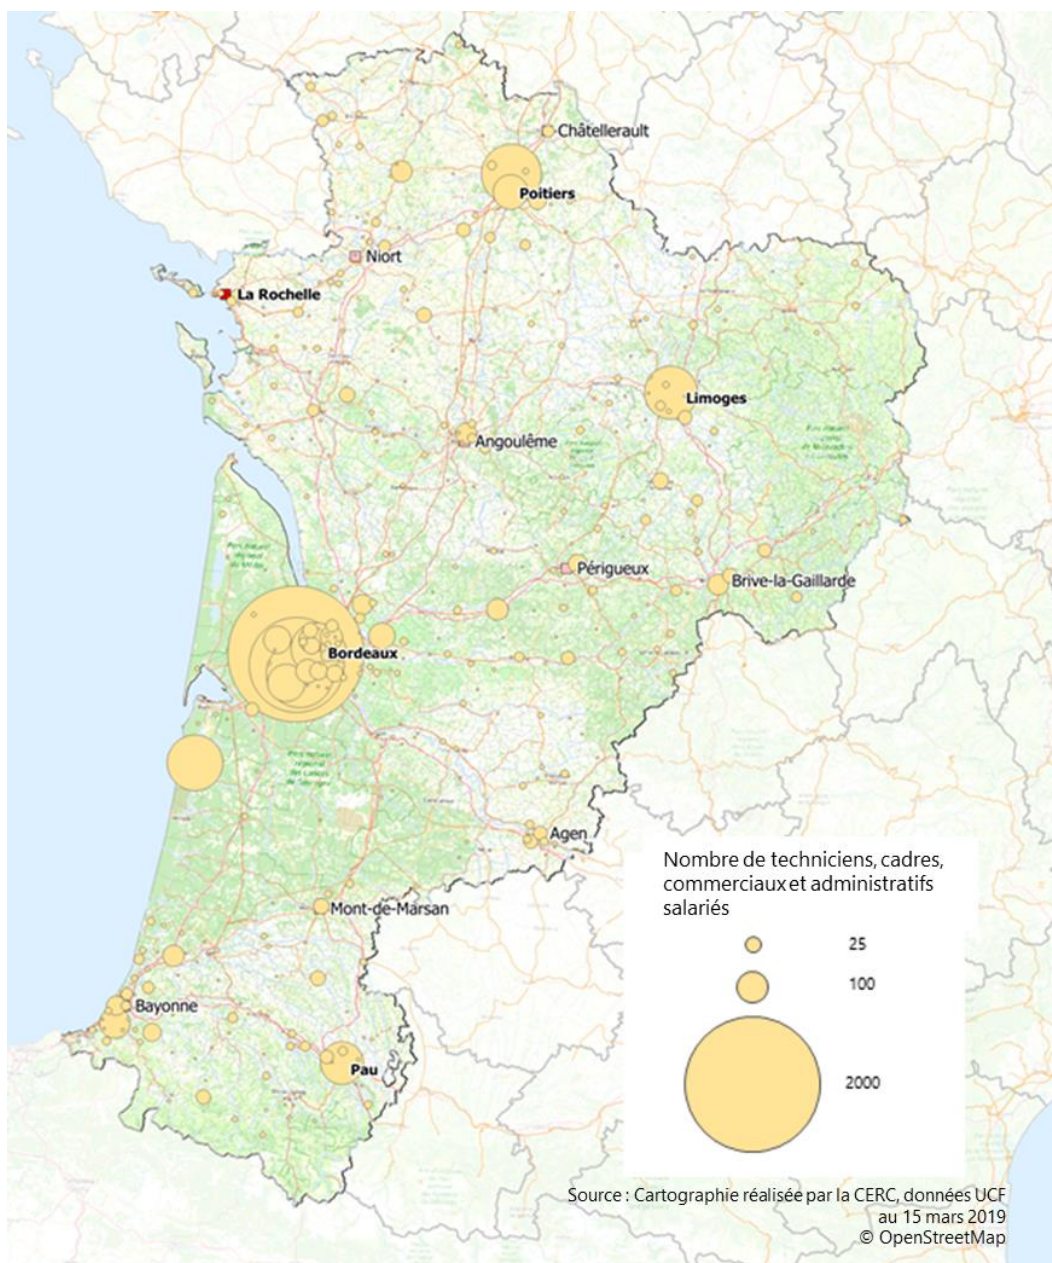 Châtellerault
Poitiers
Niort
La Rochelle
Limoges
Angoulême
Périgueux
Brive-la-Gaillarde
Bordeaux
Agen
Mont-de-Marsan
Bayonne
Pau
Nombre de techniciens, cadres,
commerciaux et administratifs
salariés
25
100
2000
Source : Cartographie réalisée par la CERC, données UCF
au 15 mars 2019
© OpenStreetMap